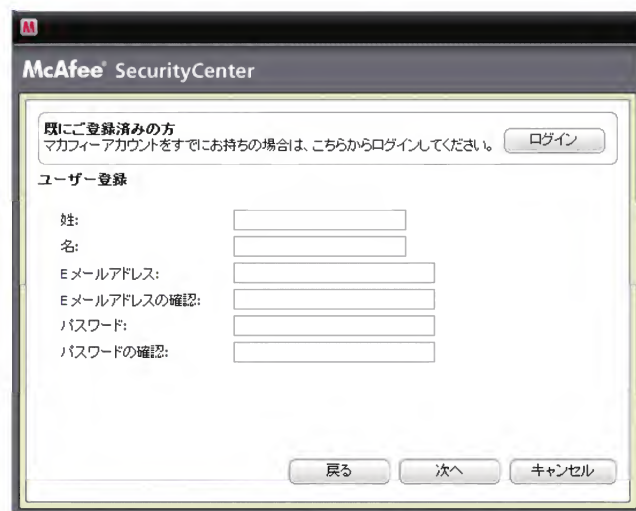 McAfee® SecurityCenter
既にご登録済みの方
マカフィーアカウントをすでにお持ちの場合は、こちらからログインしてください。
ログイン
ユーザー登録
姓:
名:
Eメールアドレス:
Eメールアドレスの確認:
パスワード:
パスワードの確認:
戻る 次へ キャンセル